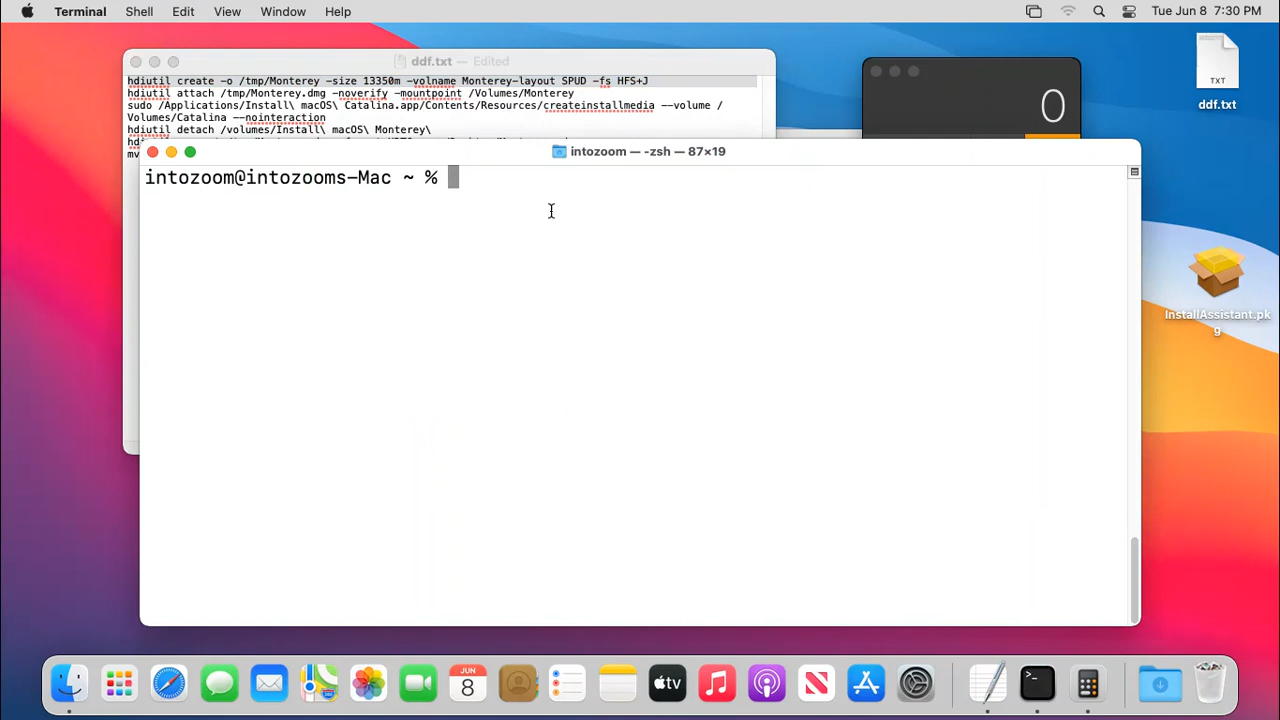 Terminal Shell Edit View Window Help Tue Jun 8 7:30 PM
ddf.txt — Edited
hdiutil create -o /tmp/Monterey -size 13350m -volname Monterey-layout SPUD -fs HFS+J
hdiutil attach /tmp/Monterey.dmg -noverify -mountpoint /Volumes/Monterey
sudo /Applications/Install\ macOS\ Catalina.app/Contents/Resources/createinstallmedia --volume /
Volumes/Catalina --nointeraction
hdiutil detach /volumes/Install\ macOS\ Monterey\
0
TXT
ddf.txt
intozoom — -zsh — 87×19
intozoom@intozooms-Mac ~ %
InstallAssistant.pk
g
JUN
8
tv